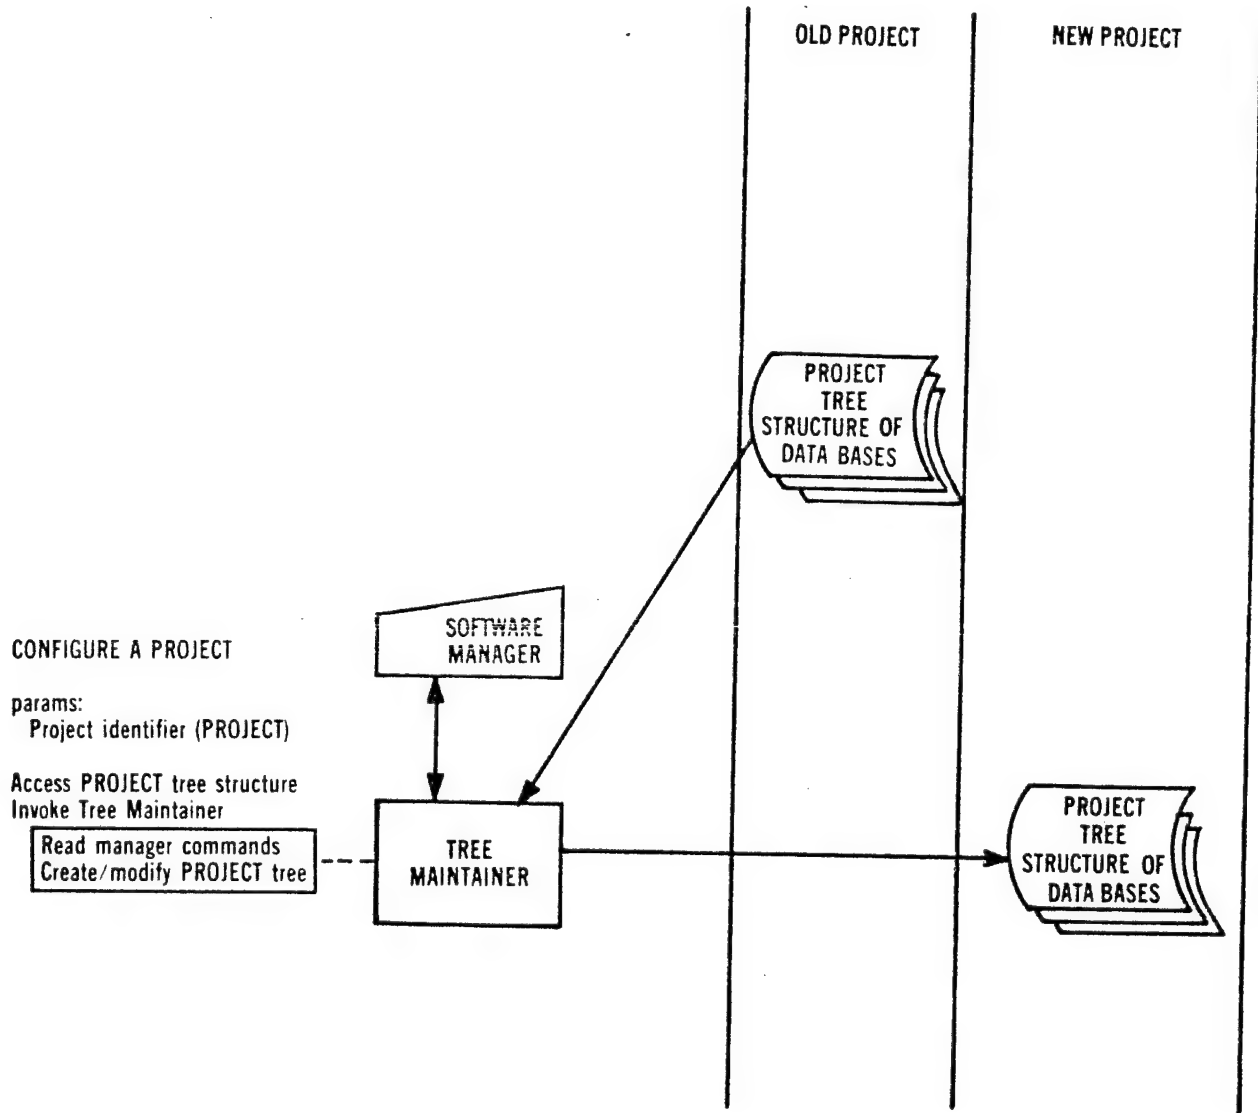 OLD PROJECT
NEW PROJECT
PROJECT
TREE
STRUCTURE OF
DATA BASES
SOFTWARE
MANAGER
CONFIGURE A PROJECT
params:
Project identifier (PROJECT)
Access PROJECT tree structure
Invoke Tree Maintainer
Read manager commands
Create/modify PROJECT tree
TREE
MAINTAINER
PROJECT
TREE
STRUCTURE OF
DATA BASES